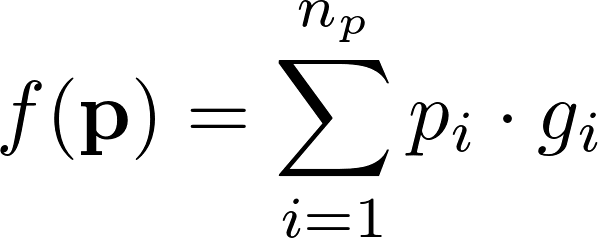 f(𝐩) = ∑_{i=1}^{n_p} p_i · g_i